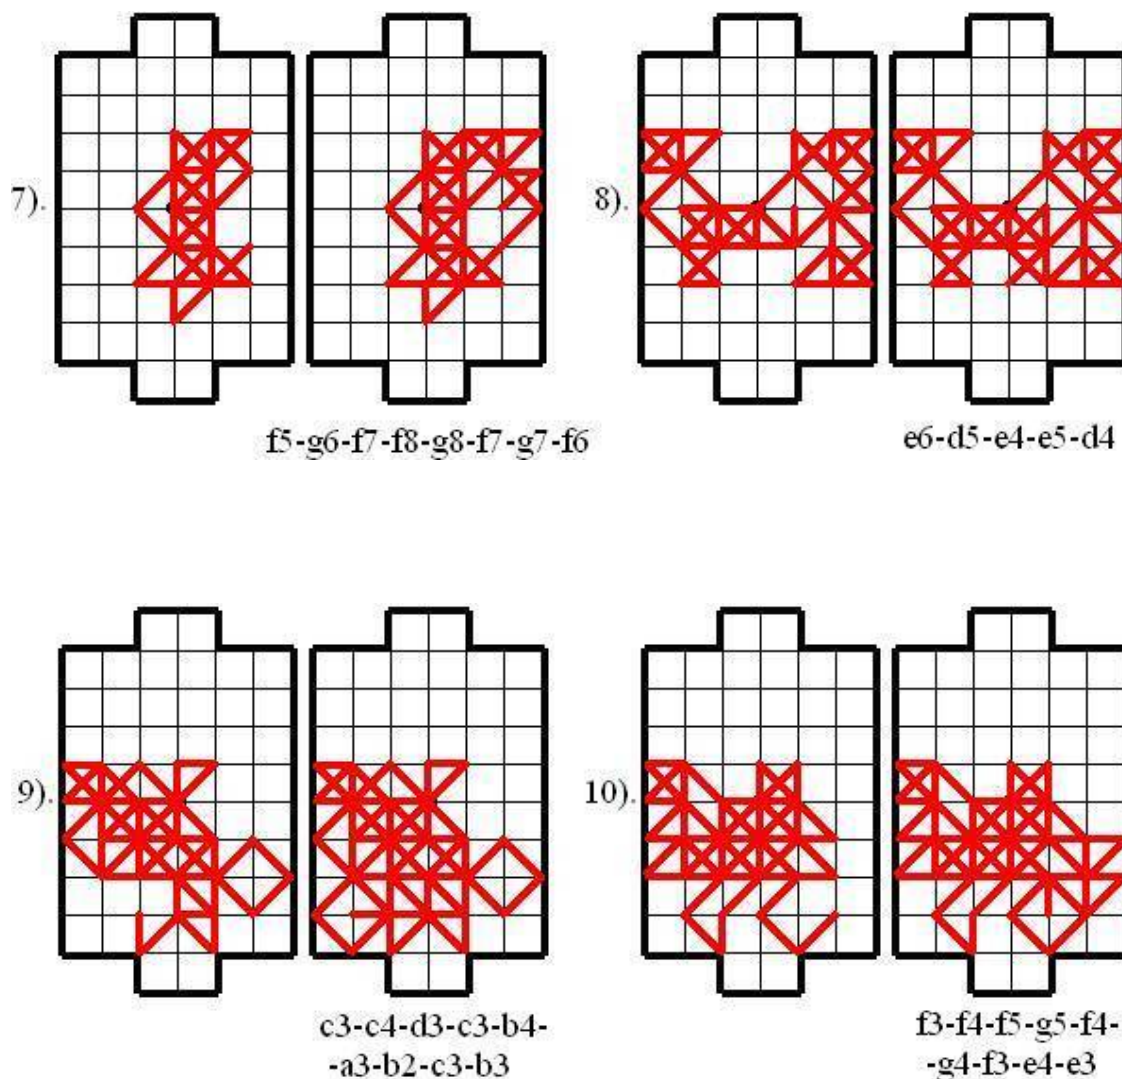 7).
8).
f5-g6-f7-f8-g8-f7-g7-f6
e6-d5-e4-e5-d4
9).
10).
c3-c4-d3-c3-b4-
-a3-b2-c3-b3
f3-f4-f5-g5-f4-
-g4-f3-e4-e3